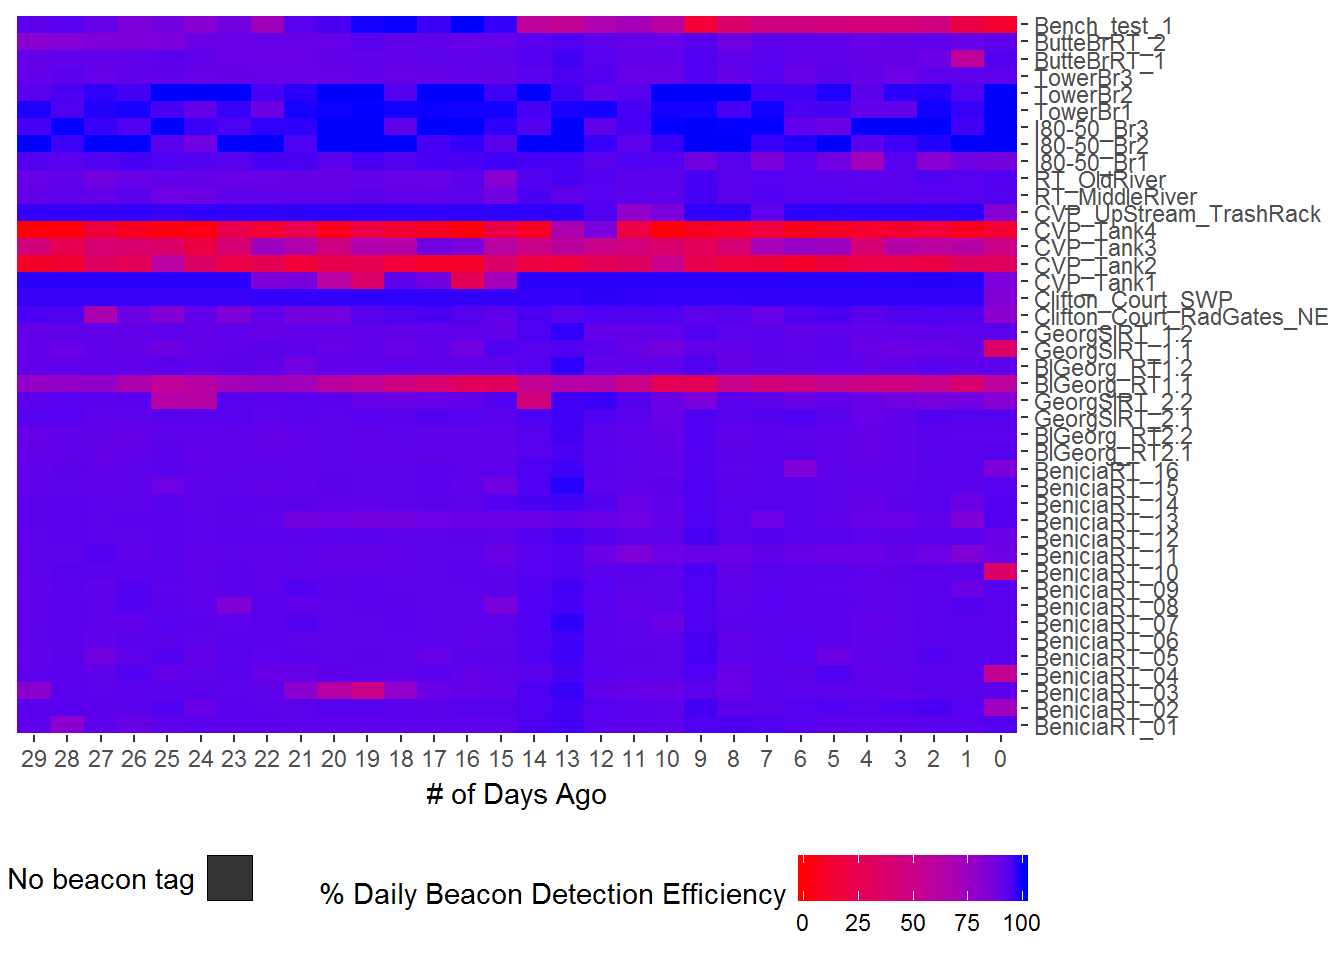 Bench_test_1
ButteBrRT_2
ButteBrRT_1
TowerBr3
TowerBr2
TowerBr1
I80-50_Br3
I80-50_Br2
I80-50_Br1
RT_OldRiver
RT_MiddleRiver
CVP_UpStream_TrashRack
CVP_Tank4
CVP_Tank3
CVP_Tank2
CVP_Tank1
Clifton_Court_SWP
Clifton_Court_RadGates_NE
GeorgSlRT_1.2
GeorgSlRT_1.1
BlGeorg_RT1.2
BlGeorg_RT1.1
GeorgSlRT_2.2
GeorgSlRT_2.1
BlGeorg_RT2.2
BlGeorg_RT2.1
BeniciaRT_16
BeniciaRT_15
BeniciaRT_14
BeniciaRT_13
BeniciaRT_12
BeniciaRT_11
BeniciaRT_10
BeniciaRT_09
BeniciaRT_08
BeniciaRT_07
BeniciaRT_06
BeniciaRT_05
BeniciaRT_04
BeniciaRT_03
BeniciaRT_02
BeniciaRT_01
29 28 27 26 25 24 23 22 21 20 19 18 17 16 15 14 13 12 11 10 9 8 7 6 5 4 3 2 1 0
# of Days Ago
No beacon tag
% Daily Beacon Detection Efficiency
0 25 50 75 100